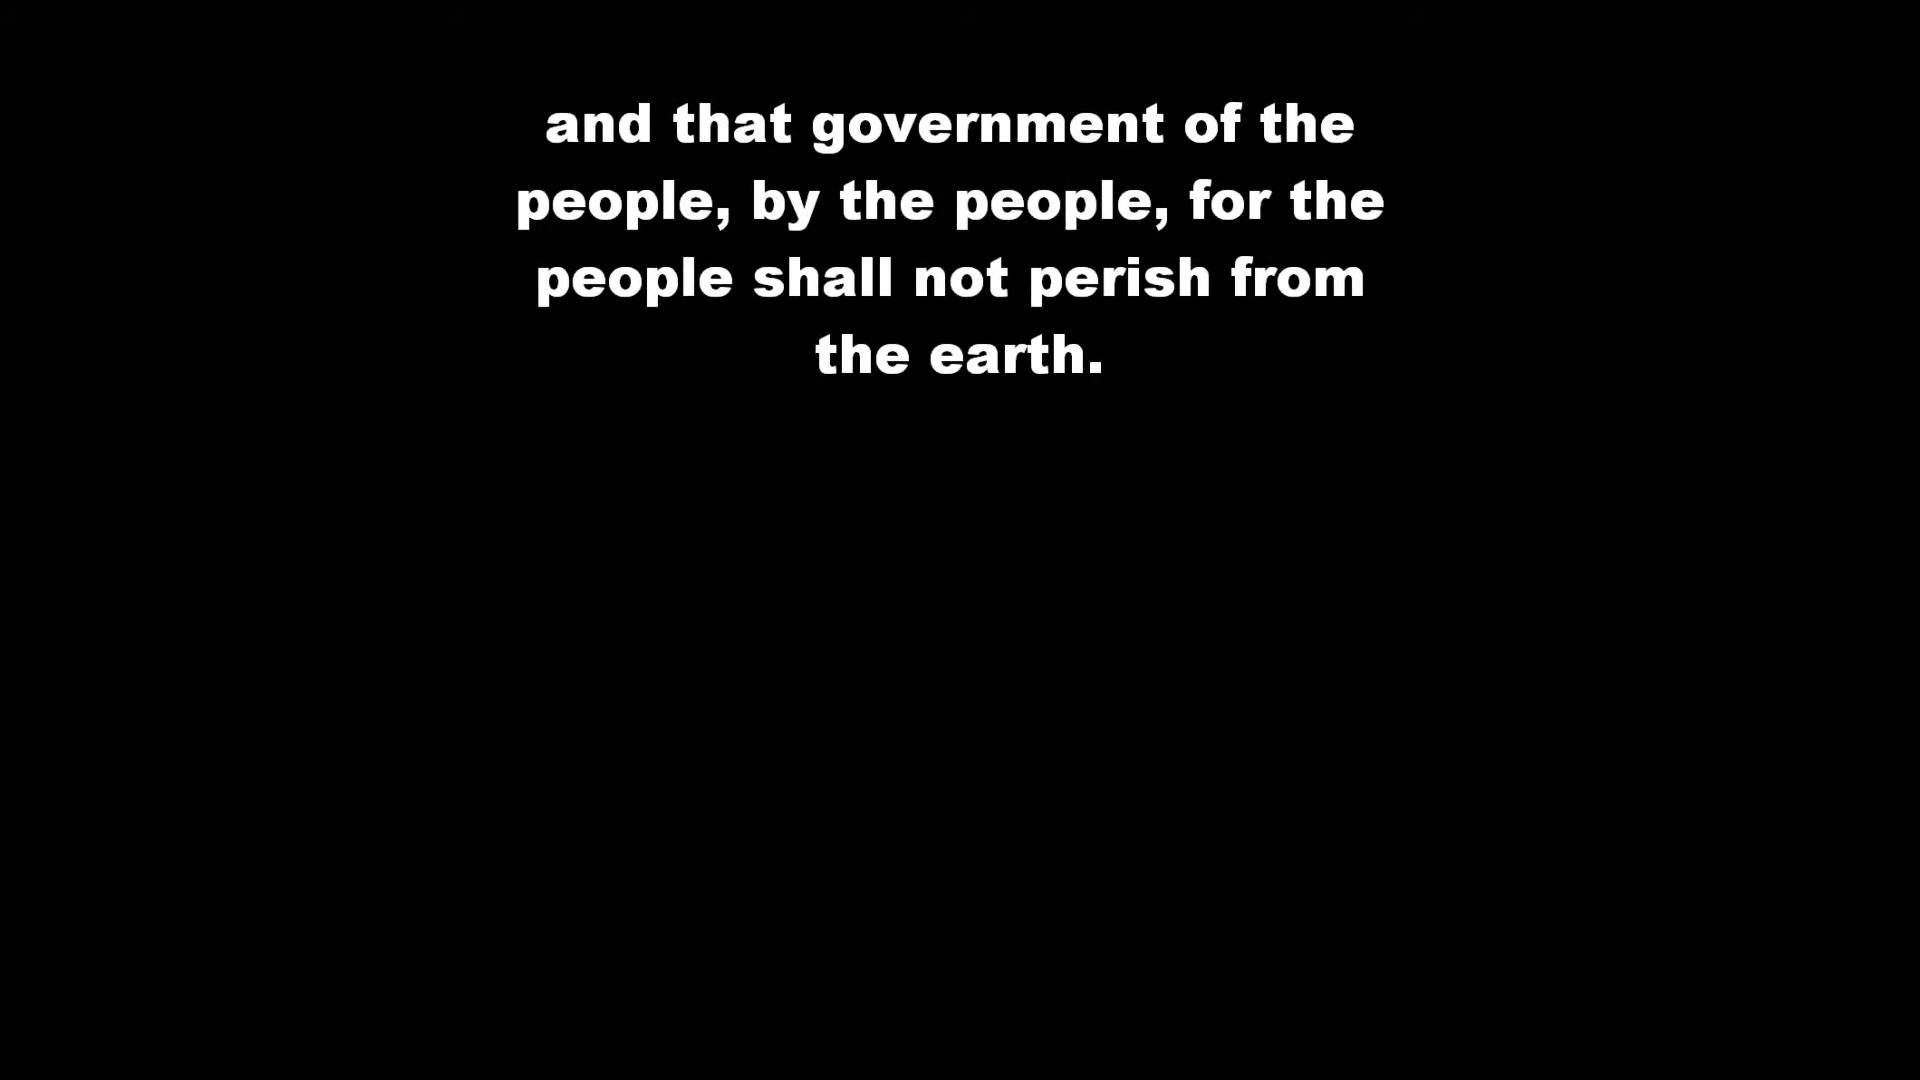 and that government of the
people, by the people, for the
people shall not perish from
the earth.